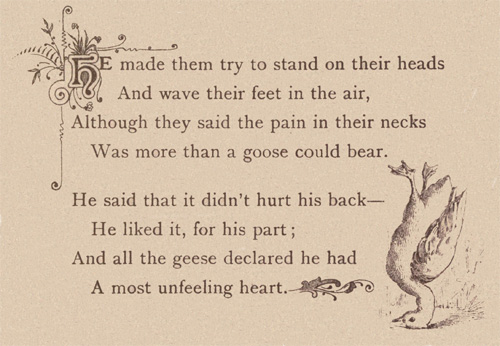 HE made them try to stand on their heads
And wave their feet in the air,
Although they said the pain in their necks
Was more than a goose could bear.
He said that it didn't hurt his back—
He liked it, for his part;
And all the geese declared he had
A most unfeeling heart.